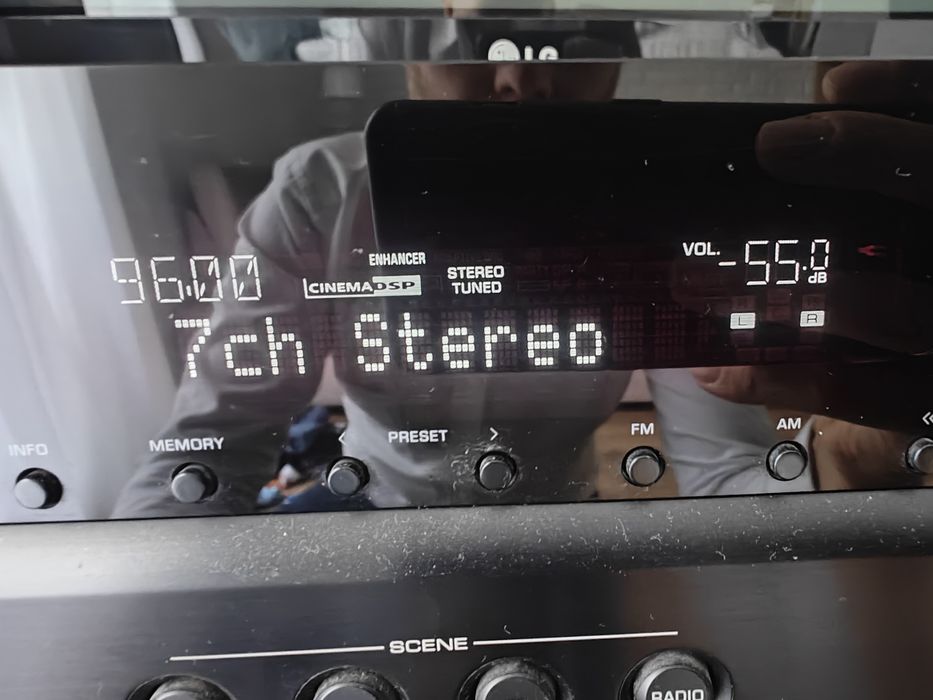 LG
ENHANCER
VOL. -55.0 dB
96.00
CINEMA DSP
STEREO
TUNED
7ch Stereo
L R
INFO
MEMORY
< PRESET >
FM
AM
<<
SCENE
RADIO